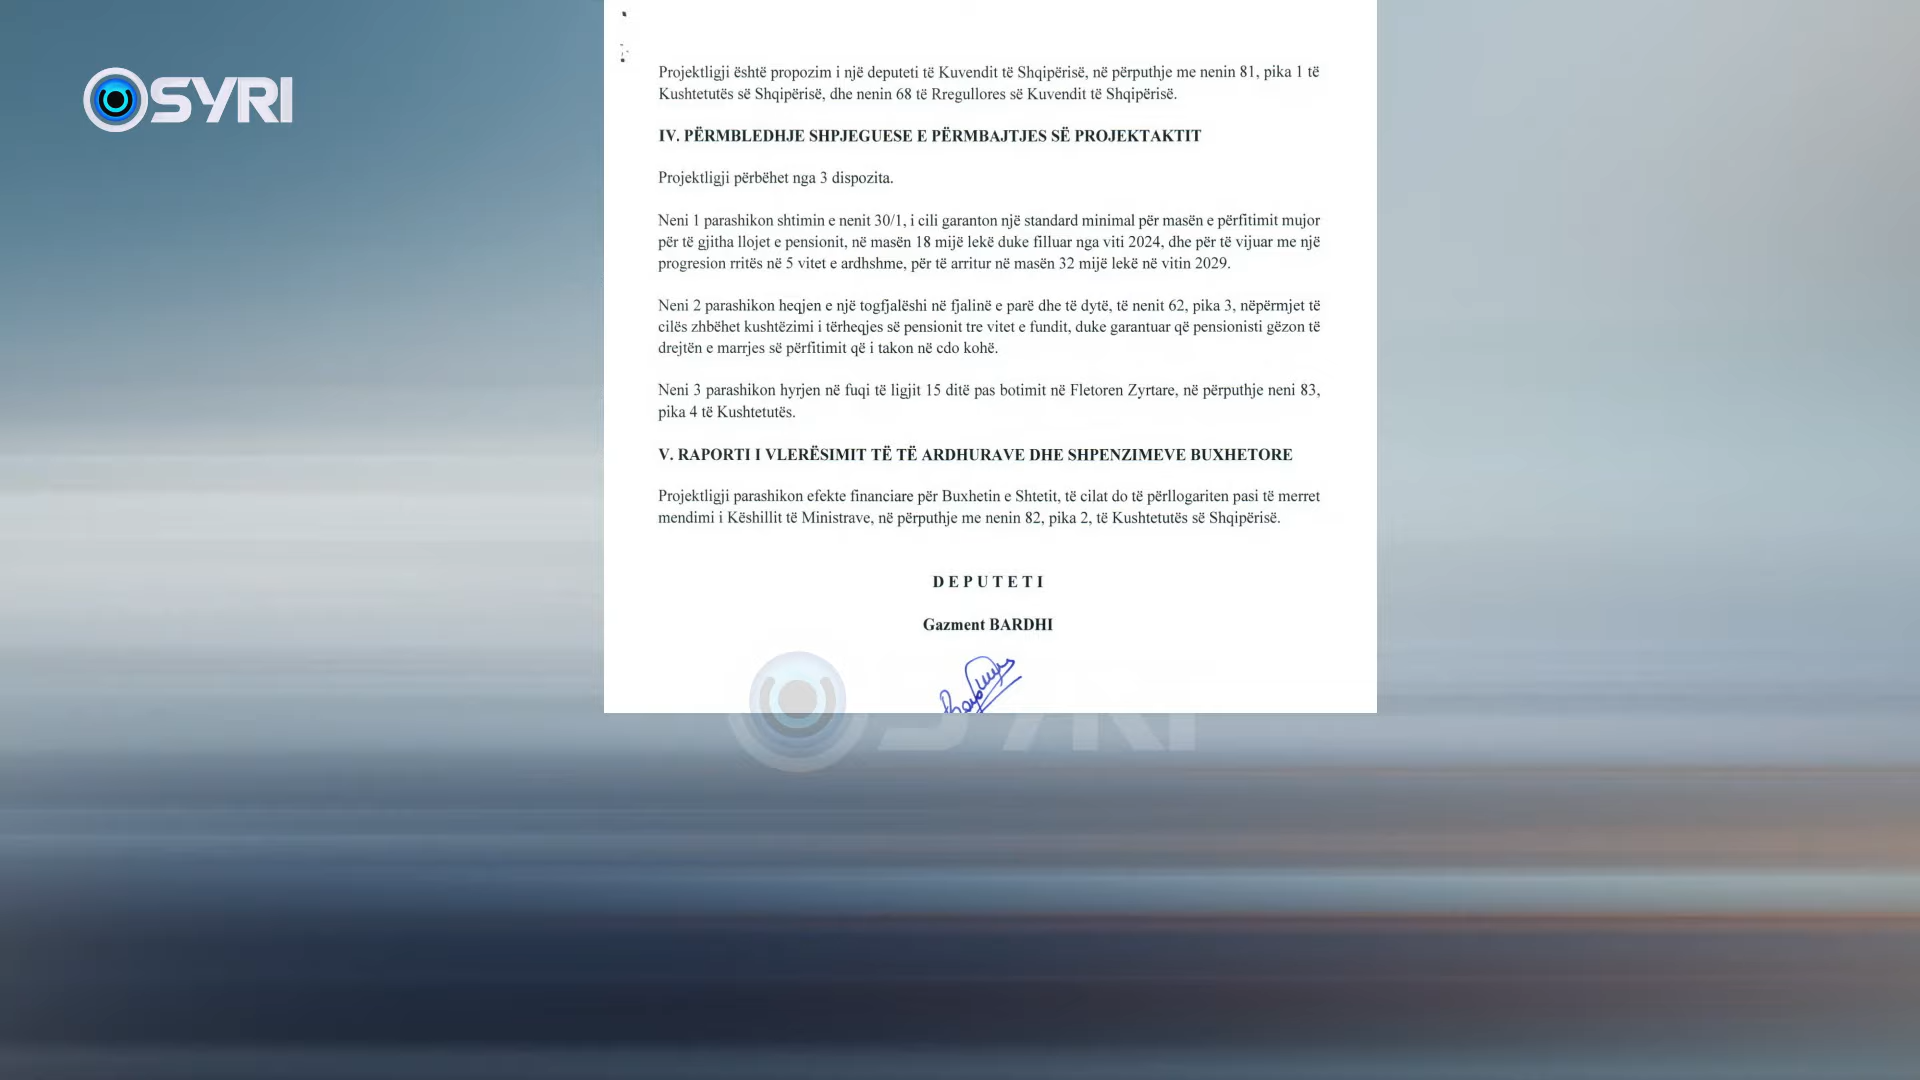 SYRI
Projektligji është propozim i një deputeti të Kuvendit të Shqipërisë, në përputhje me nenin 81, pika 1 të
Kushtetutës së Shqipërisë, dhe nenin 68 të Rregullores së Kuvendit të Shqipërisë.
IV. PËRMBLEDHJE SHPJEGUESE E PËRMBAJTJES SË PROJEKTAKTIT
Projektligji përbëhet nga 3 dispozita.
Neni 1 parashikon shtimin e nenit 30/1, i cili garanton një standard minimal për masën e përfitimit mujor
për të gjitha llojet e pensionit, në masën 18 mijë lekë duke filluar nga viti 2024, dhe për të vijuar me një
progresion rritës në 5 vitet e ardhshme, për të arritur në masën 32 mijë lekë në vitin 2029.
Neni 2 parashikon heqjen e një togfjalëshi në fjalinë e parë dhe të dytë, të nenit 62, pika 3, nëpërmjet të
cilës zhbëhet kushtëzimi i tërheqjes së pensionit tre vitet e fundit, duke garantuar që pensionisti gëzon të
drejtën e marrjes së përfitimit që i takon në cdo kohë.
Neni 3 parashikon hyrjen në fuqi të ligjit 15 ditë pas botimit në Fletoren Zyrtare, në përputhje neni 83,
pika 4 të Kushtetutës.
V. RAPORTI I VLERËSIMIT TË TË ARDHURAVE DHE SHPENZIMEVE BUXHETORE
Projektligji parashikon efekte financiare për Buxhetin e Shtetit, të cilat do të përllogariten pasi të merret
mendimi i Këshillit të Ministrave, në përputhje me nenin 82, pika 2, të Kushtetutës së Shqipërisë.
D E P U T E T I
Gazment BARDHI